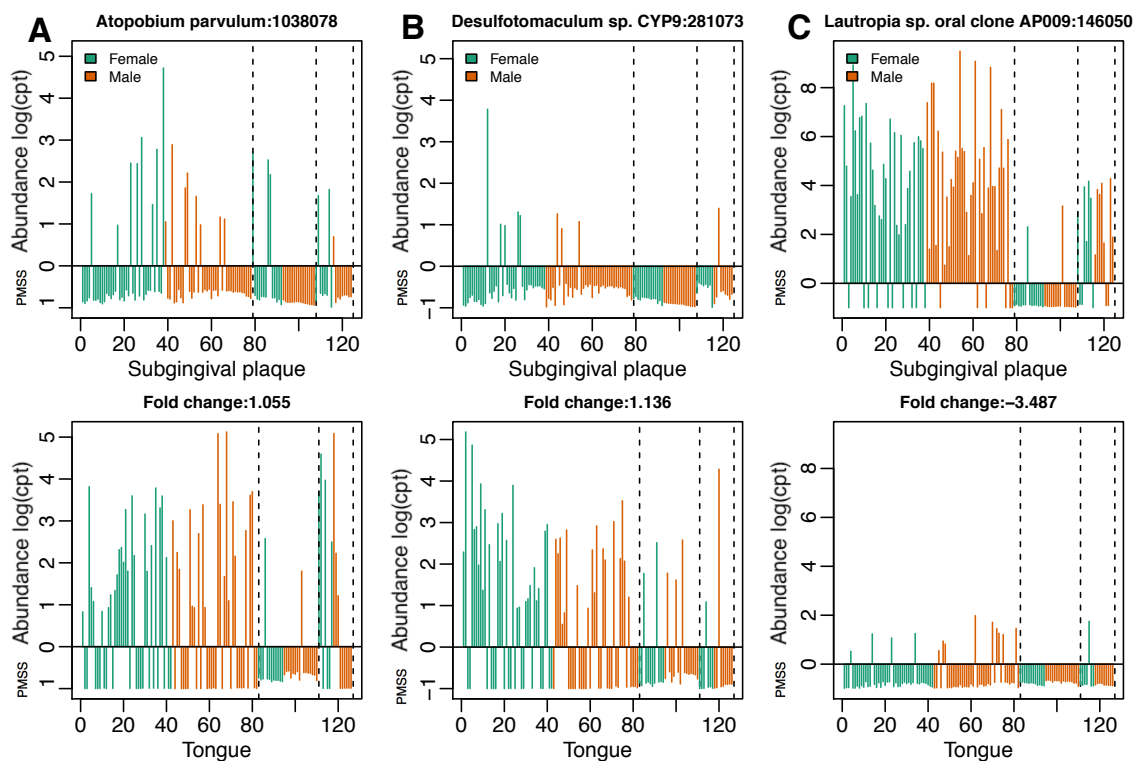 A
Atopobium parvulum:1038078
B
Desulfotomaculum sp. CYP9:281073
C
Lautropia sp. oral clone AP009:146050
Female
Male
Abundance log(cpt)
PMSS
5
4
3
2
1
0
1
0 20 40 60 80 120
Subgingival plaque
Female
Male
Abundance log(cpt)
PMSS
5
4
3
2
1
0
−1
0 20 40 60 80 120
Subgingival plaque
Female
Male
Abundance log(cpt)
PMSS
8
6
4
2
0
0 20 40 60 80 120
Subgingival plaque
Fold change:1.055
Abundance log(cpt)
PMSS
5
4
3
2
1
0
1
0 20 40 60 80 120
Tongue
Fold change:1.136
Abundance log(cpt)
PMSS
5
4
3
2
1
0
−1
0 20 40 60 80 120
Tongue
Fold change:−3.487
Abundance log(cpt)
PMSS
8
6
4
2
0
0 20 40 60 80 120
Tongue